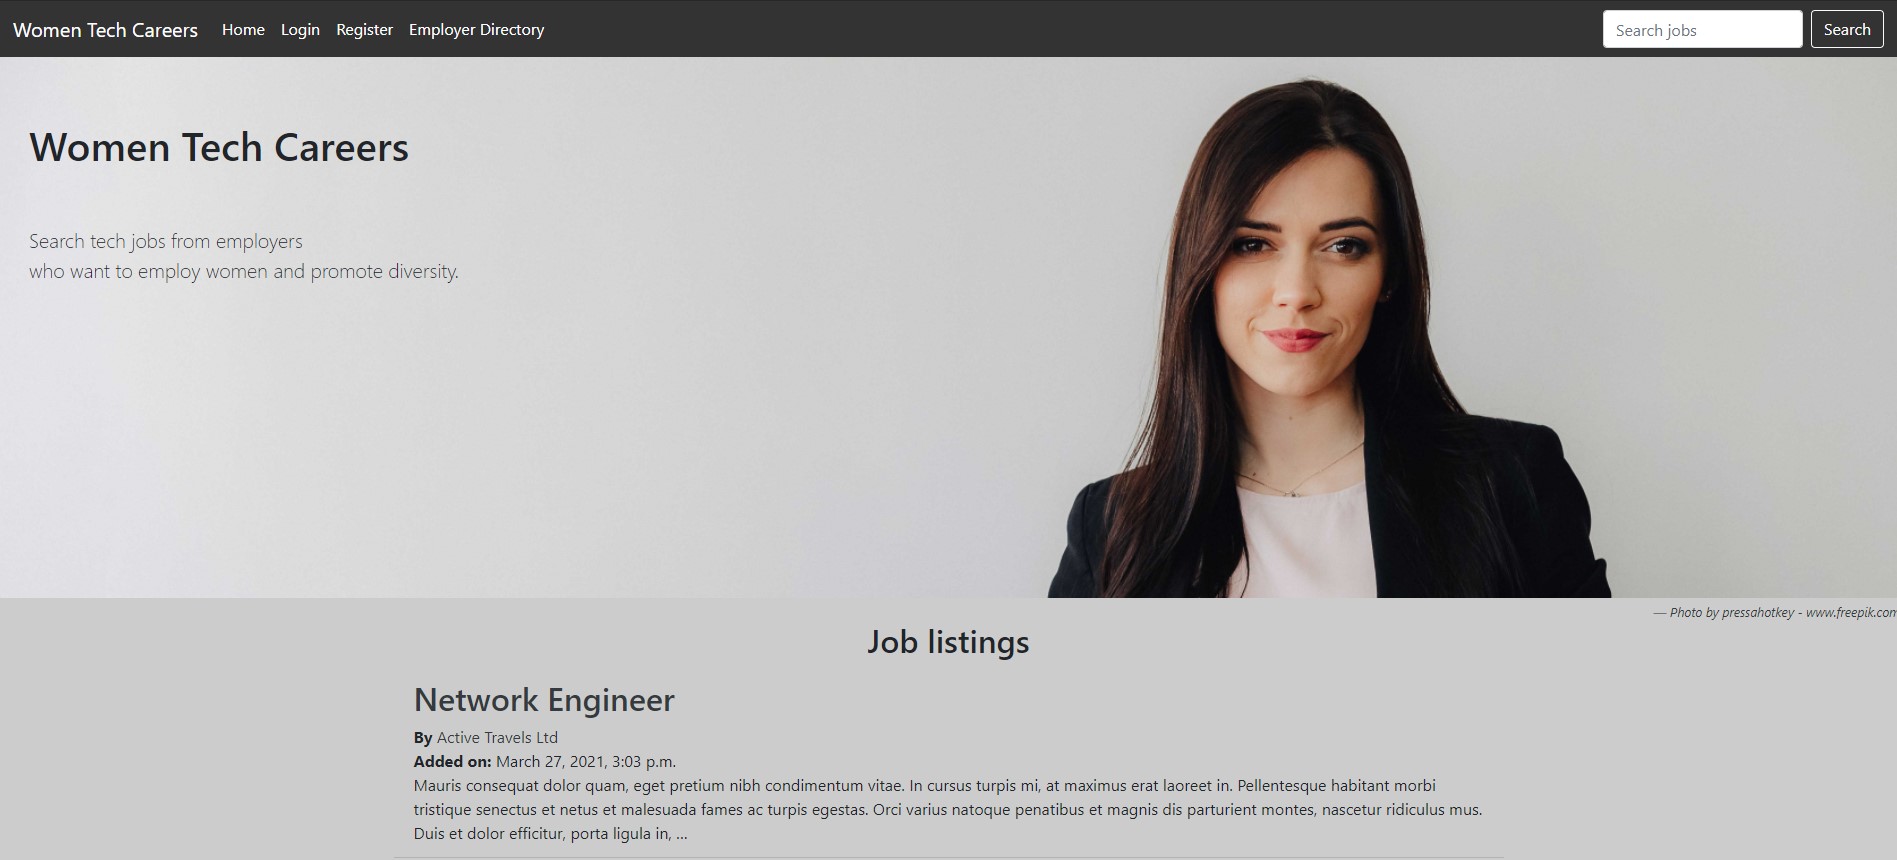 Women Tech Careers Home Login Register Employer Directory Search jobs Search
Women Tech Careers
Search tech jobs from employers
who want to employ women and promote diversity.
— Photo by pressahotkey - www.freepik.com
Job listings
Network Engineer
By Active Travels Ltd
Added on: March 27, 2021, 3:03 p.m.
Mauris consequat dolor quam, eget pretium nibh condimentum vitae. In cursus turpis mi, at maximus erat laoreet in. Pellentesque habitant morbi
tristique senectus et netus et malesuada fames ac turpis egestas. Orci varius natoque penatibus et magnis dis parturient montes, nascetur ridiculus mus.
Duis et dolor efficitur, porta ligula in, ...